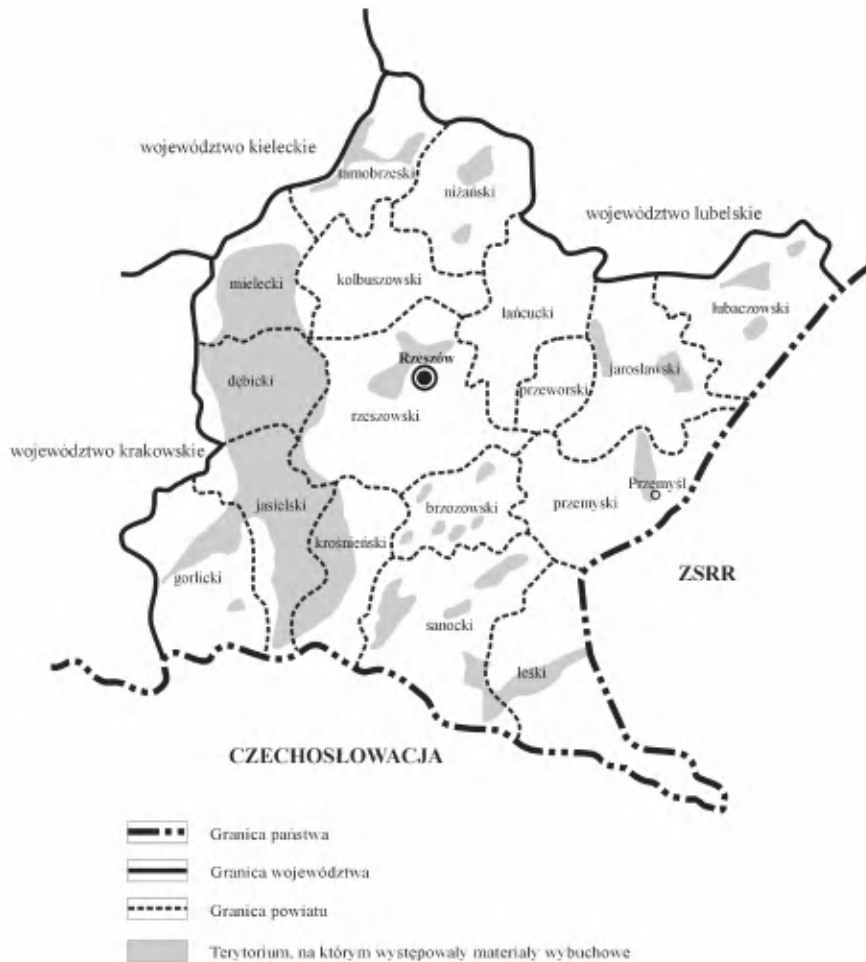 województwo kieleckie
tarnobrzeski
niżański
województwo lubelskie
mielecki
kolbuszowski
łańcucki
łubaczowski
Rzeszów
dębicki
przeworski
jarosławski
rzeszowski
województwo krakowskie
jasielski
brzozowski
przemyski
Przemyśl
krośnieński
gorlicki
ZSRR
sanocki
leski
CZECHOSŁOWACJA
Granica państwa
Granica województwa
Granica powiatu
Terytorium, na którym występowały materiały wybuchowe